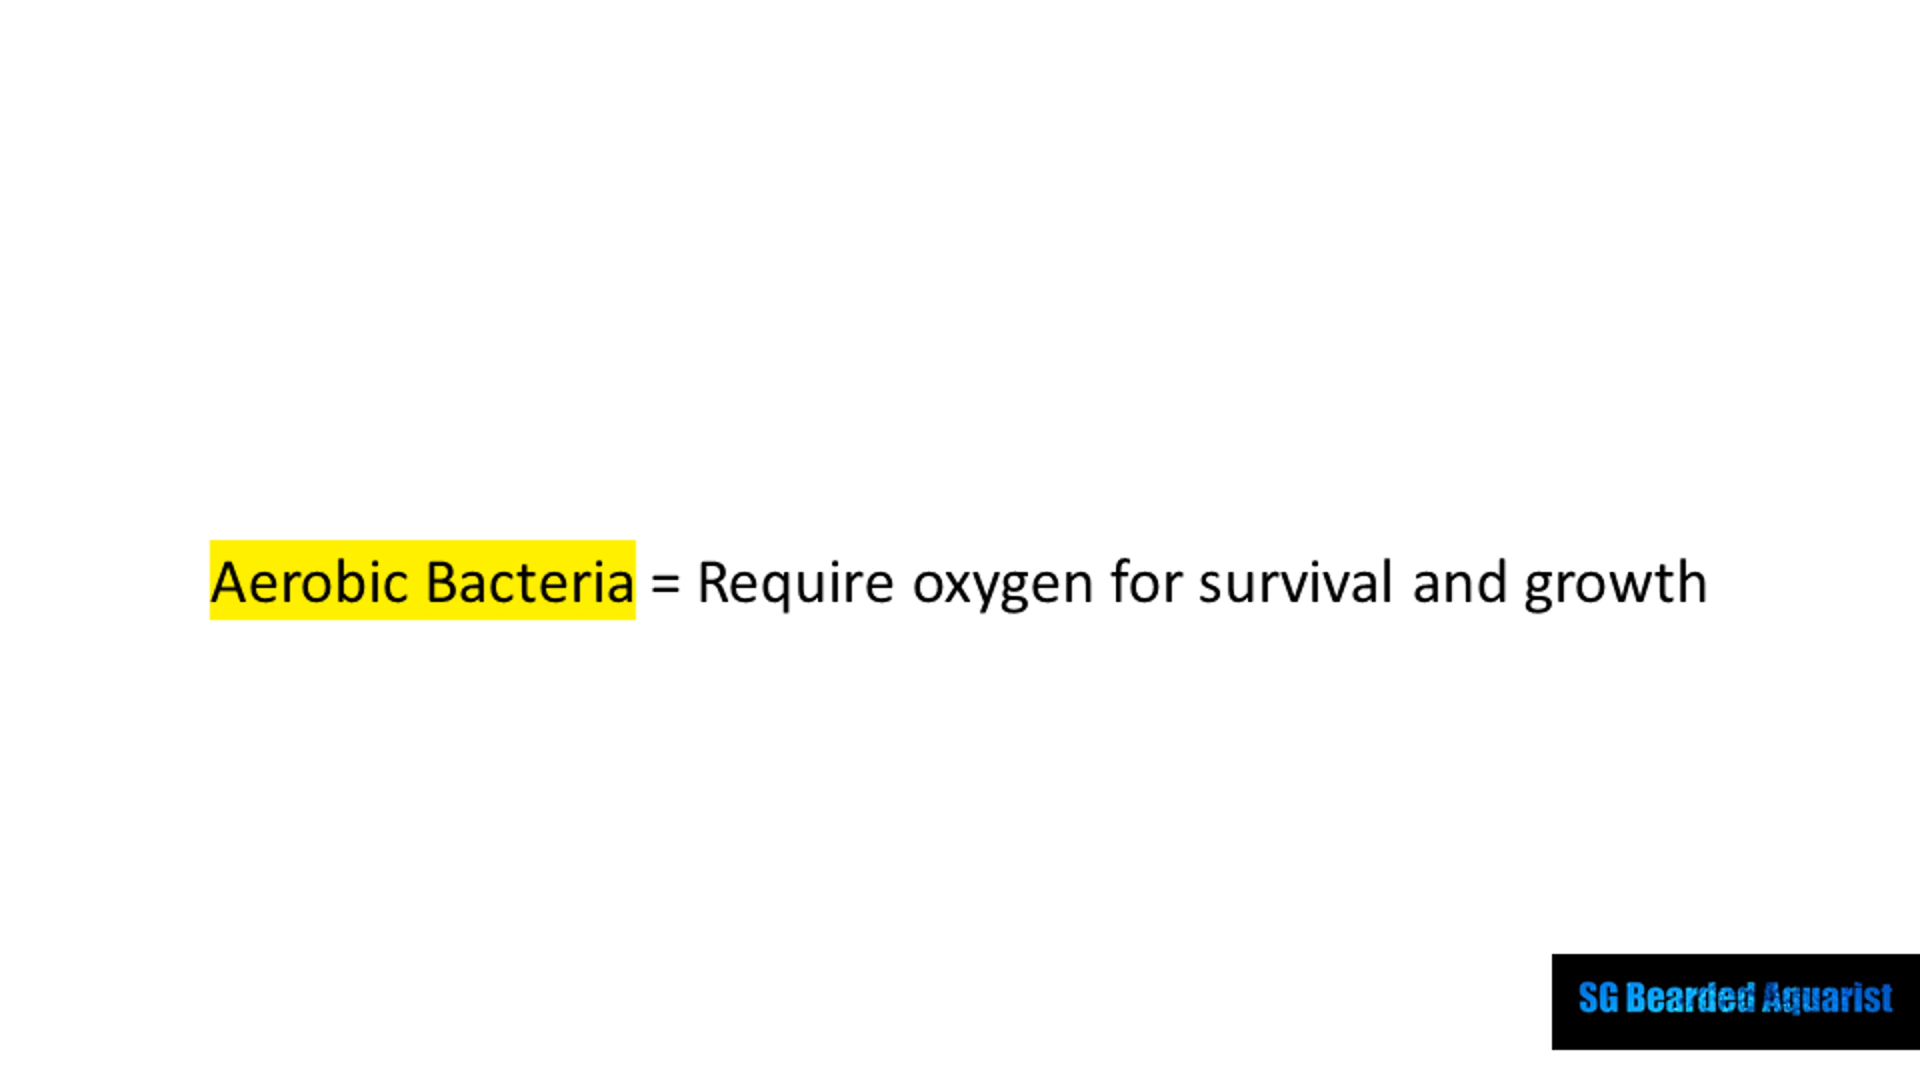 Aerobic Bacteria = Require oxygen for survival and growth
SG Bearded Aquarist